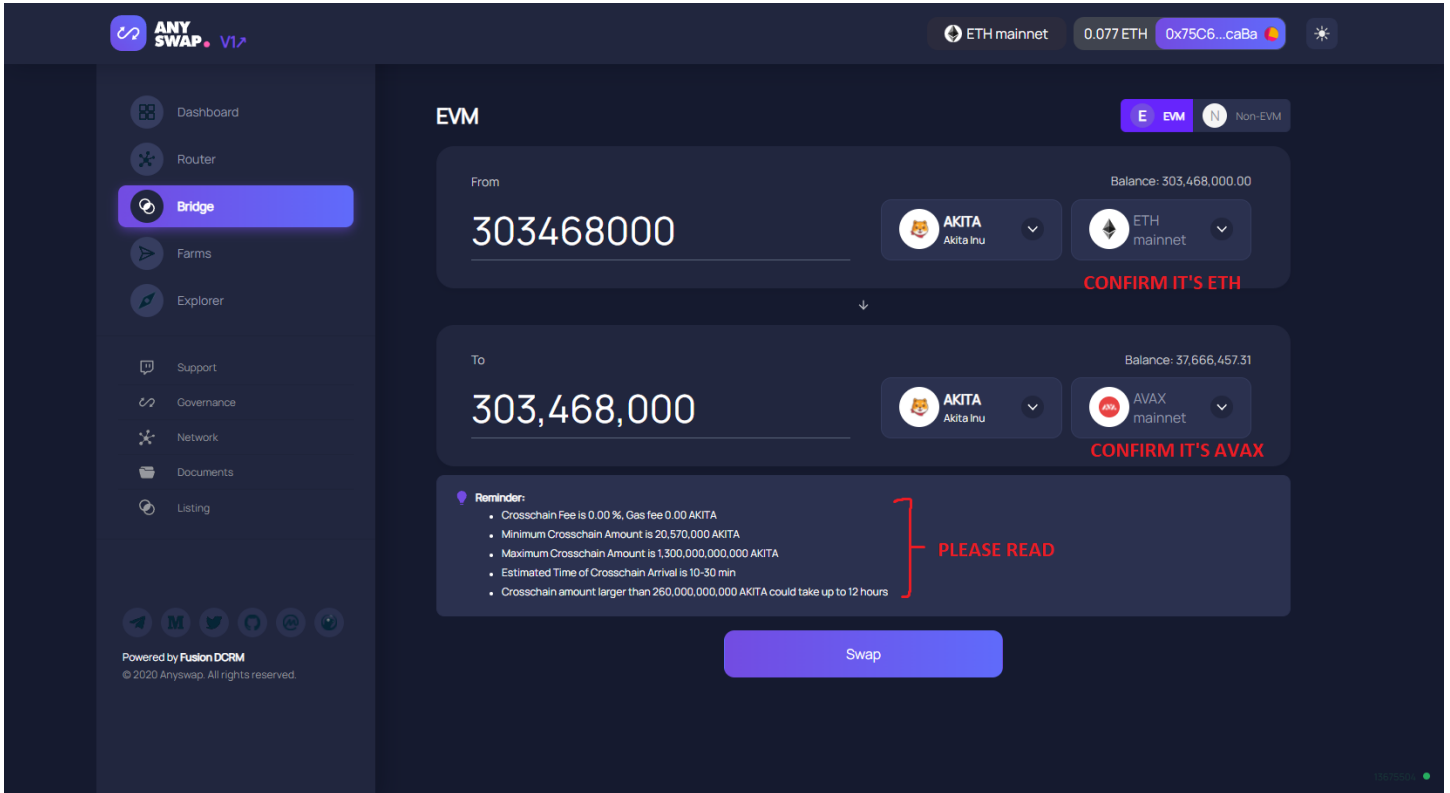 ANY
SWAP. V1↗
ETH mainnet
0.077 ETH
0x75C6...caBa
Dashboard
Router
Bridge
Farms
Explorer
Support
Governance
Network
Documents
Listing
Powered by Fusion DCRM
© 2020 Anyswap. All rights reserved.
EVM
E EVM
N Non-EVM
From
Balance: 303,468,000.00
303468000
AKITA
Akita Inu
ETH
mainnet
CONFIRM IT'S ETH
To
Balance: 37,666,457.31
303,468,000
AKITA
Akita Inu
AVAX
mainnet
CONFIRM IT'S AVAX
Reminder:
• Crosschain Fee is 0.00 %, Gas fee 0.00 AKITA
• Minimum Crosschain Amount is 20,570,000 AKITA
• Maximum Crosschain Amount is 1,300,000,000,000 AKITA
• Estimated Time of Crosschain Arrival is 10-30 min
• Crosschain amount larger than 260,000,000,000 AKITA could take up to 12 hours
PLEASE READ
Swap